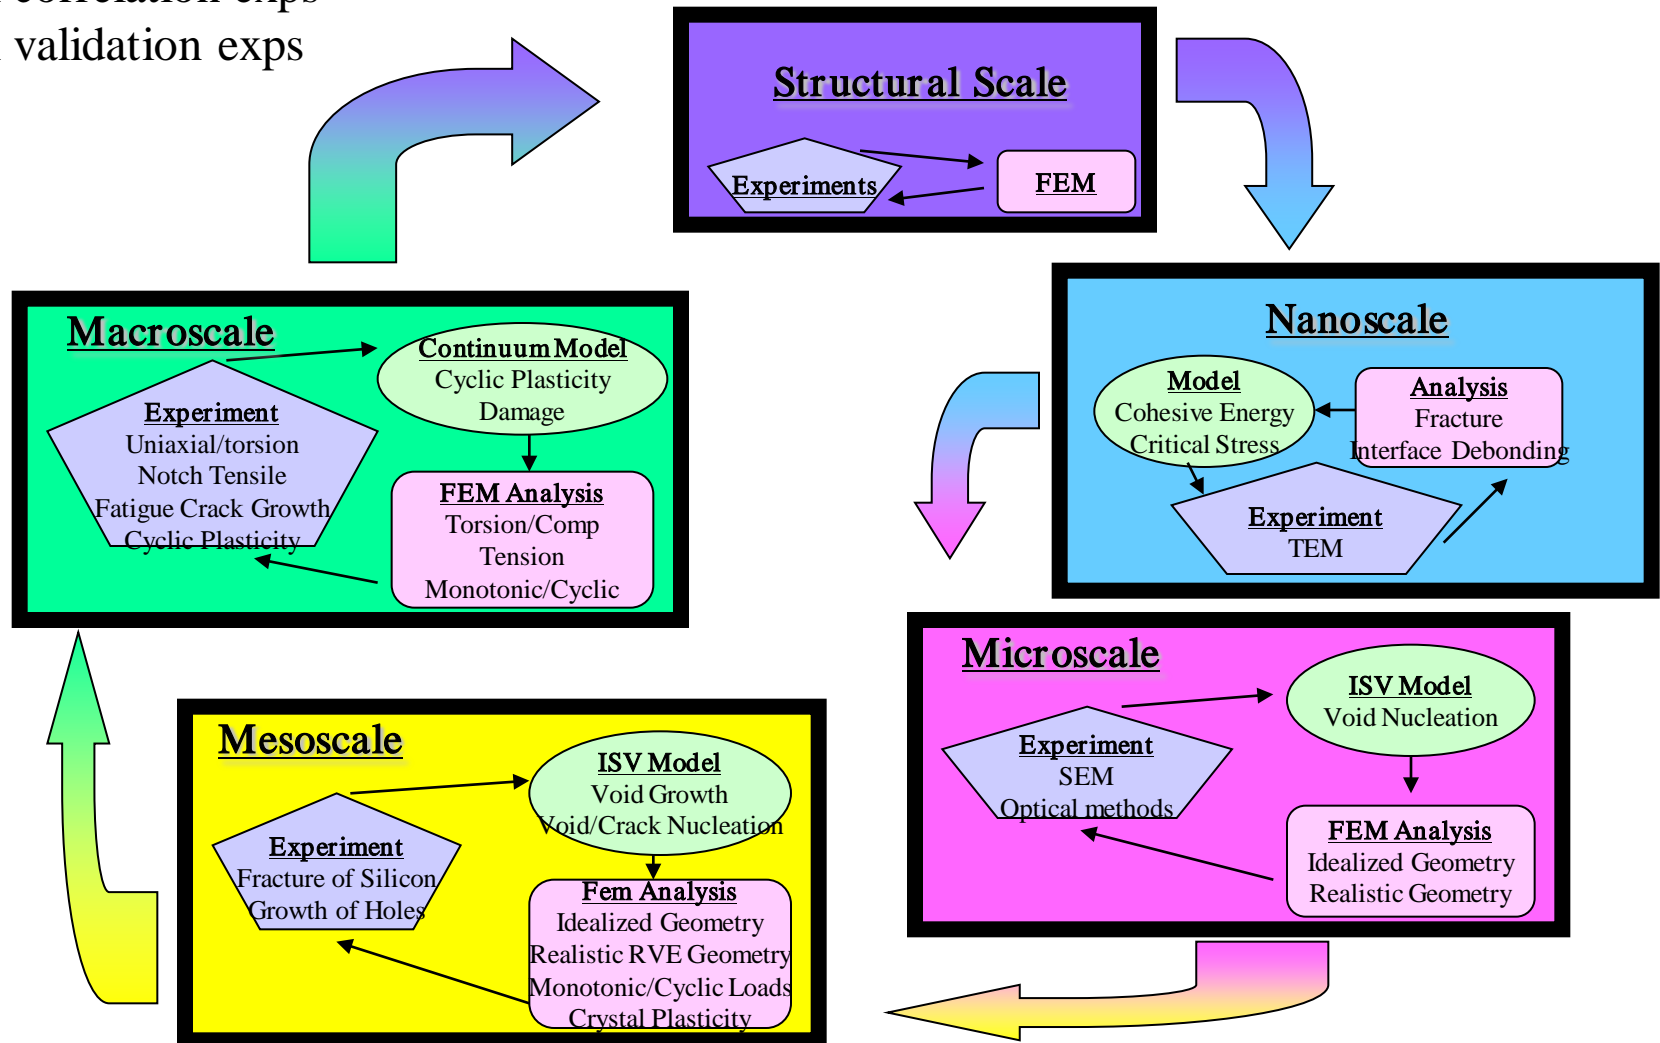 correlation exps
validation exps
Structural Scale
Experiments
FEM
Macroscale
Continuum Model
Cyclic Plasticity
Damage
Experiment
Uniaxial/torsion
Notch Tensile
Fatigue Crack Growth
Cyclic Plasticity
FEM Analysis
Torsion/Comp
Tension
Monotonic/Cyclic
Nanoscale
Model
Cohesive Energy
Critical Stress
Analysis
Fracture
Interface Debonding
Experiment
TEM
Microscale
ISV Model
Void Nucleation
Experiment
SEM
Optical methods
FEM Analysis
Idealized Geometry
Realistic Geometry
Mesoscale
ISV Model
Void Growth
Void/Crack Nucleation
Experiment
Fracture of Silicon
Growth of Holes
Fem Analysis
Idealized Geometry
Realistic RVE Geometry
Monotonic/Cyclic Loads
Crystal Plasticity